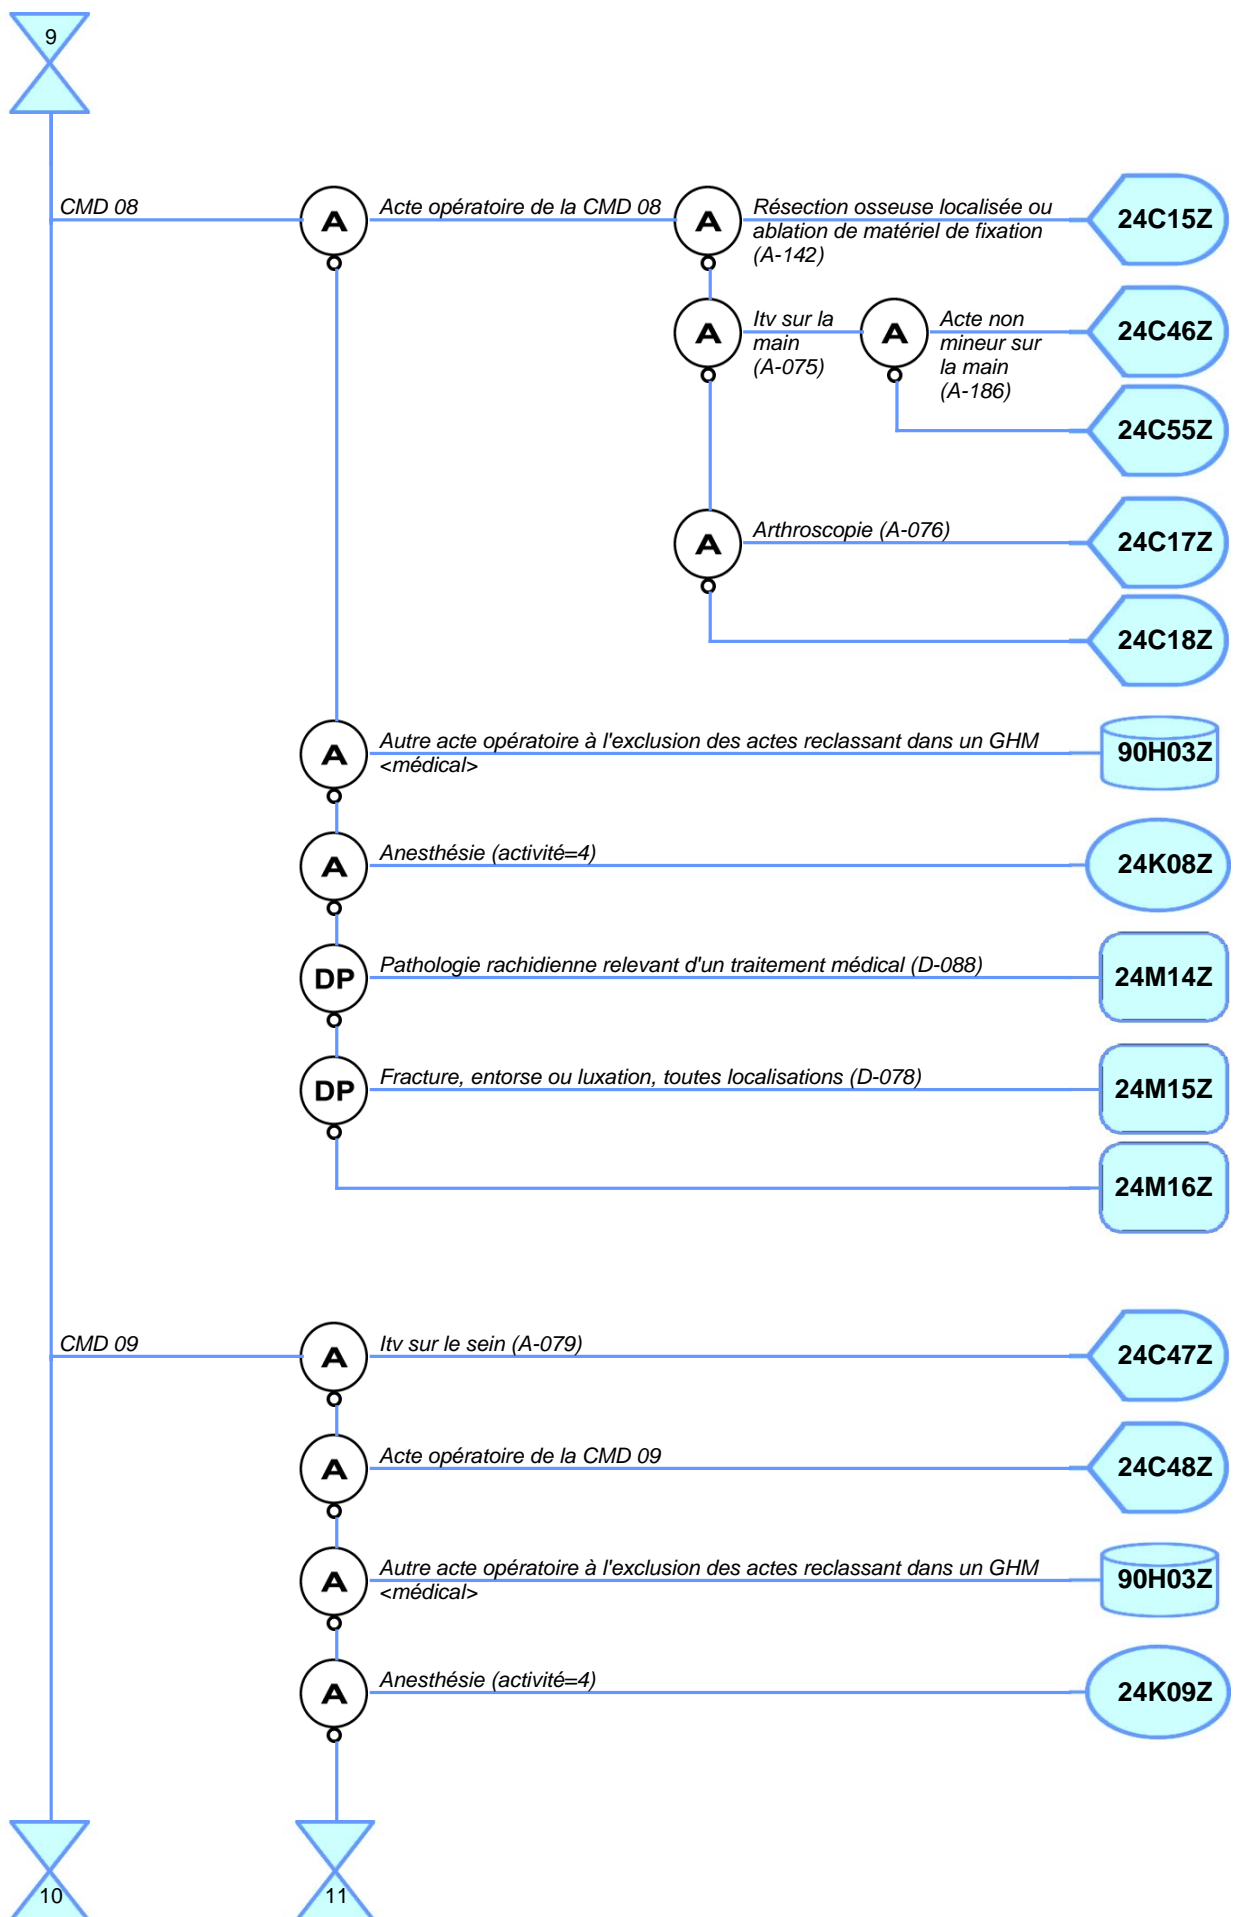 9
CMD 08
A
Acte opératoire de la CMD 08
A
Résection osseuse localisée ou
ablation de matériel de fixation
(A-142)
24C15Z
A
Itv sur la
main
(A-075)
A
Acte non
mineur sur
la main
(A-186)
24C46Z
24C55Z
A
Arthroscopie (A-076)
24C17Z
24C18Z
A
Autre acte opératoire à l'exclusion des actes reclassant dans un GHM
<médical>
90H03Z
A
Anesthésie (activité=4)
24K08Z
DP
Pathologie rachidienne relevant d'un traitement médical (D-088)
24M14Z
DP
Fracture, entorse ou luxation, toutes localisations (D-078)
24M15Z
24M16Z
CMD 09
A
Itv sur le sein (A-079)
24C47Z
A
Acte opératoire de la CMD 09
24C48Z
A
Autre acte opératoire à l'exclusion des actes reclassant dans un GHM
<médical>
90H03Z
A
Anesthésie (activité=4)
24K09Z
10
11